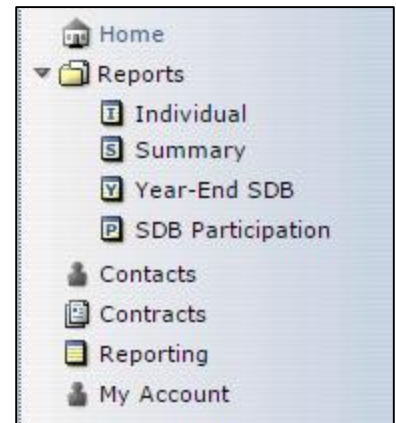 Home
Reports
I Individual
S Summary
Y Year-End SDB
P SDB Participation
Contacts
Contracts
Reporting
My Account